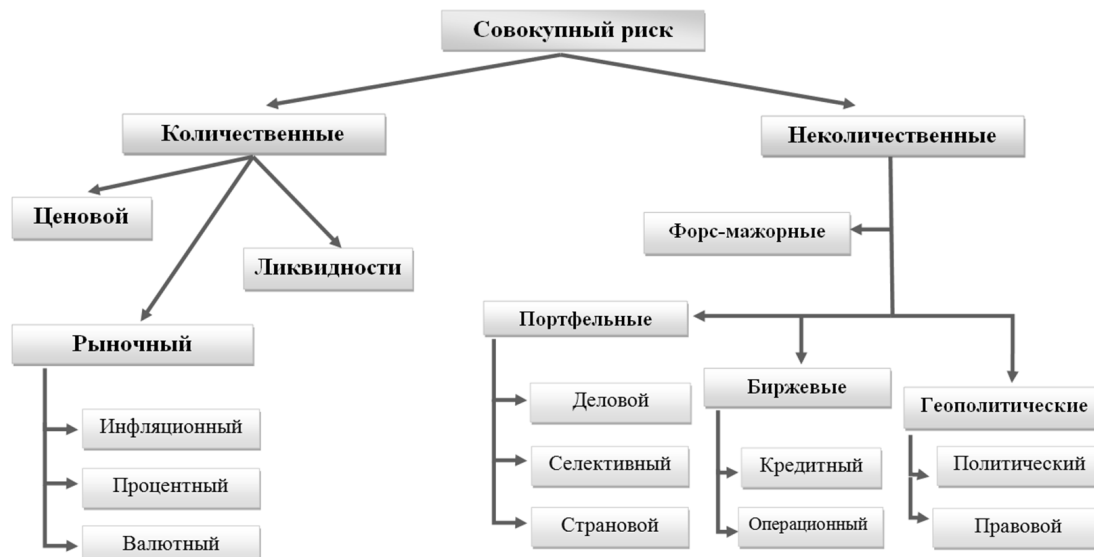 Совокупный риск
Количественные
Неколичественные
Ценовой
Форс-мажорные
Ликвидности
Портфельные
Рыночный
Биржевые
Деловой
Геополитические
Инфляционный
Селективный
Кредитный
Политический
Процентный
Страновой
Операционный
Правовой
Валютный